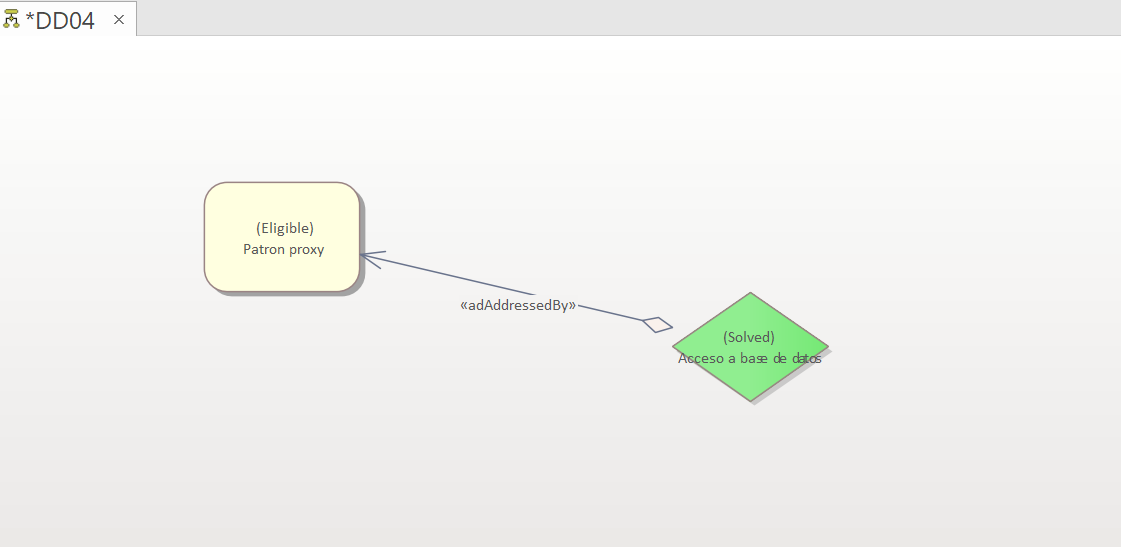 *DD04
(Eligible)
Patron proxy
«adAddressedBy»
(Solved)
Acceso a base de datos